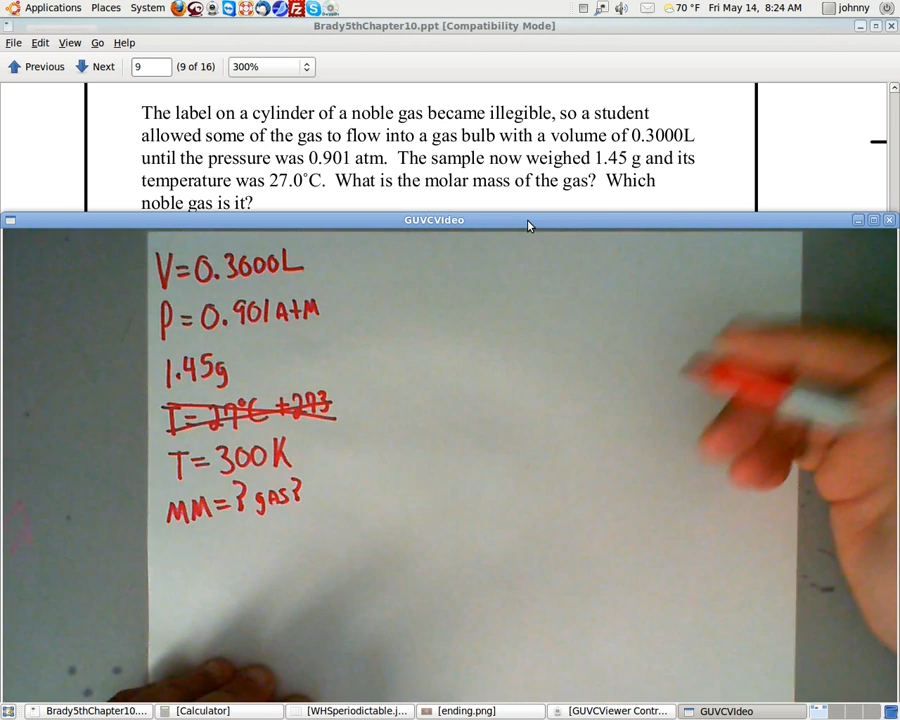 Applications Places System 70 °F Fri May 14, 8:24 AM johnny
Brady5thChapter10.ppt [Compatibility Mode]
File Edit View Go Help
Previous Next 9 (9 of 16) 300%
The label on a cylinder of a noble gas became illegible, so a student
allowed some of the gas to flow into a gas bulb with a volume of 0.3000L
until the pressure was 0.901 atm. The sample now weighed 1.45 g and its
temperature was 27.0˚C. What is the molar mass of the gas? Which
noble gas is it?
GUVCVIdeo
V=0.3000L
P=0.901AtM
1.45g
T=27°C +273
T=300K
MM=? gAS?
Brady5thChapter10.... [Calculator] [WHSperiodictable.j... [ending.png] [GUVCViewer Contr... GUVCVIdeo